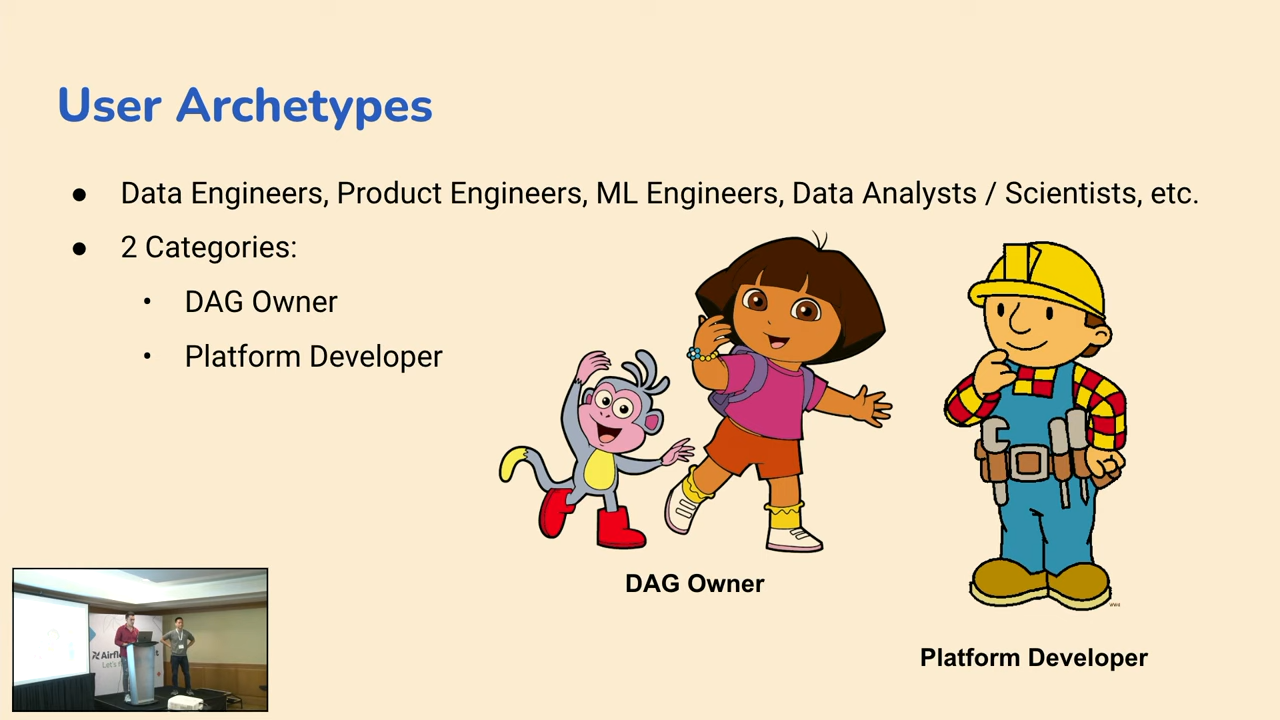 User Archetypes
● Data Engineers, Product Engineers, ML Engineers, Data Analysts / Scientists, etc.
● 2 Categories:
• DAG Owner
• Platform Developer
DAG Owner
Platform Developer